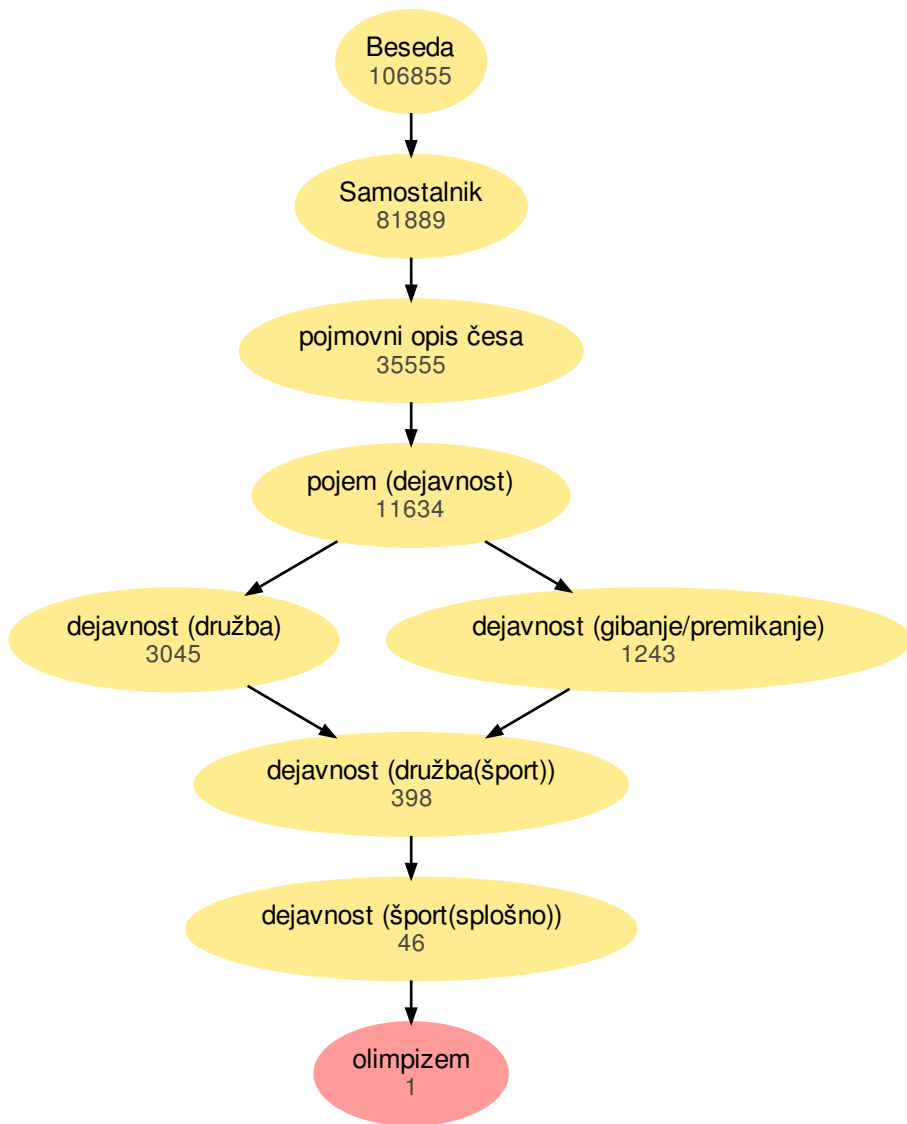 Beseda
106855
Samostalnik
81889
pojmovni opis česa
35555
pojem (dejavnost)
11634
dejavnost (družba)
3045
dejavnost (gibanje/premikanje)
1243
dejavnost (družba(šport))
398
dejavnost (šport(splošno))
46
olimpizem
1